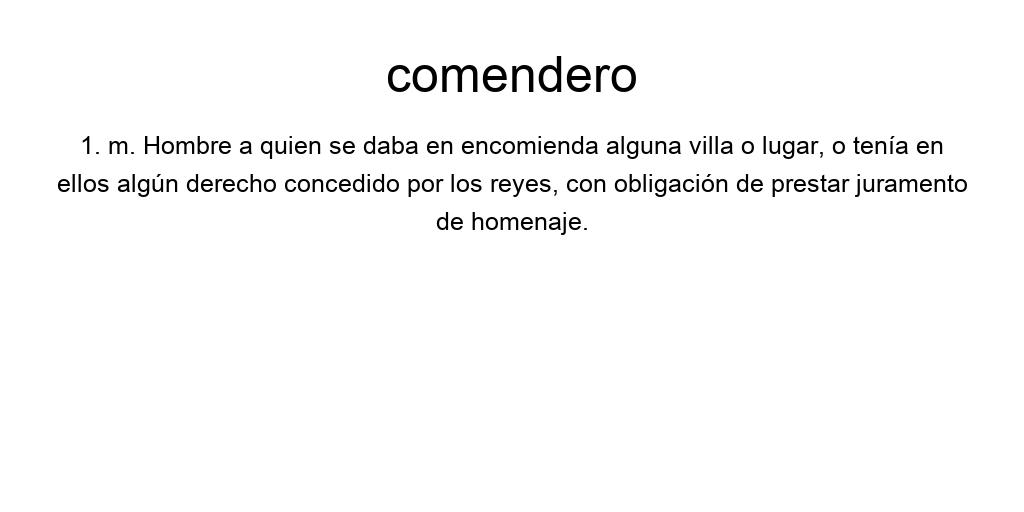 comendero
1. m. Hombre a quien se daba en encomienda alguna villa o lugar, o tenía en
ellos algún derecho concedido por los reyes, con obligación de prestar juramento
de homenaje.